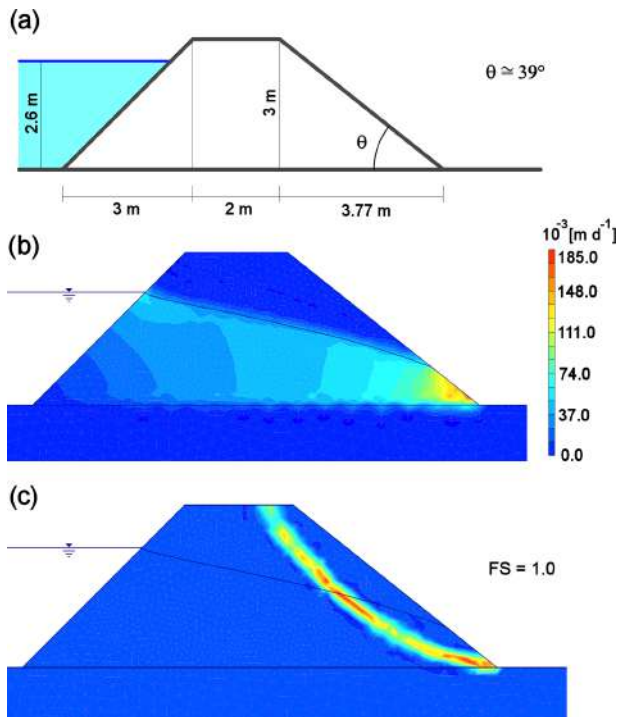 (a)
θ ≅ 39°
2.6 m
3 m
θ
3 m
2 m
3.77 m
(b)
10⁻³[m d⁻¹]
185.0
148.0
111.0
74.0
37.0
0.0
(c)
FS = 1.0